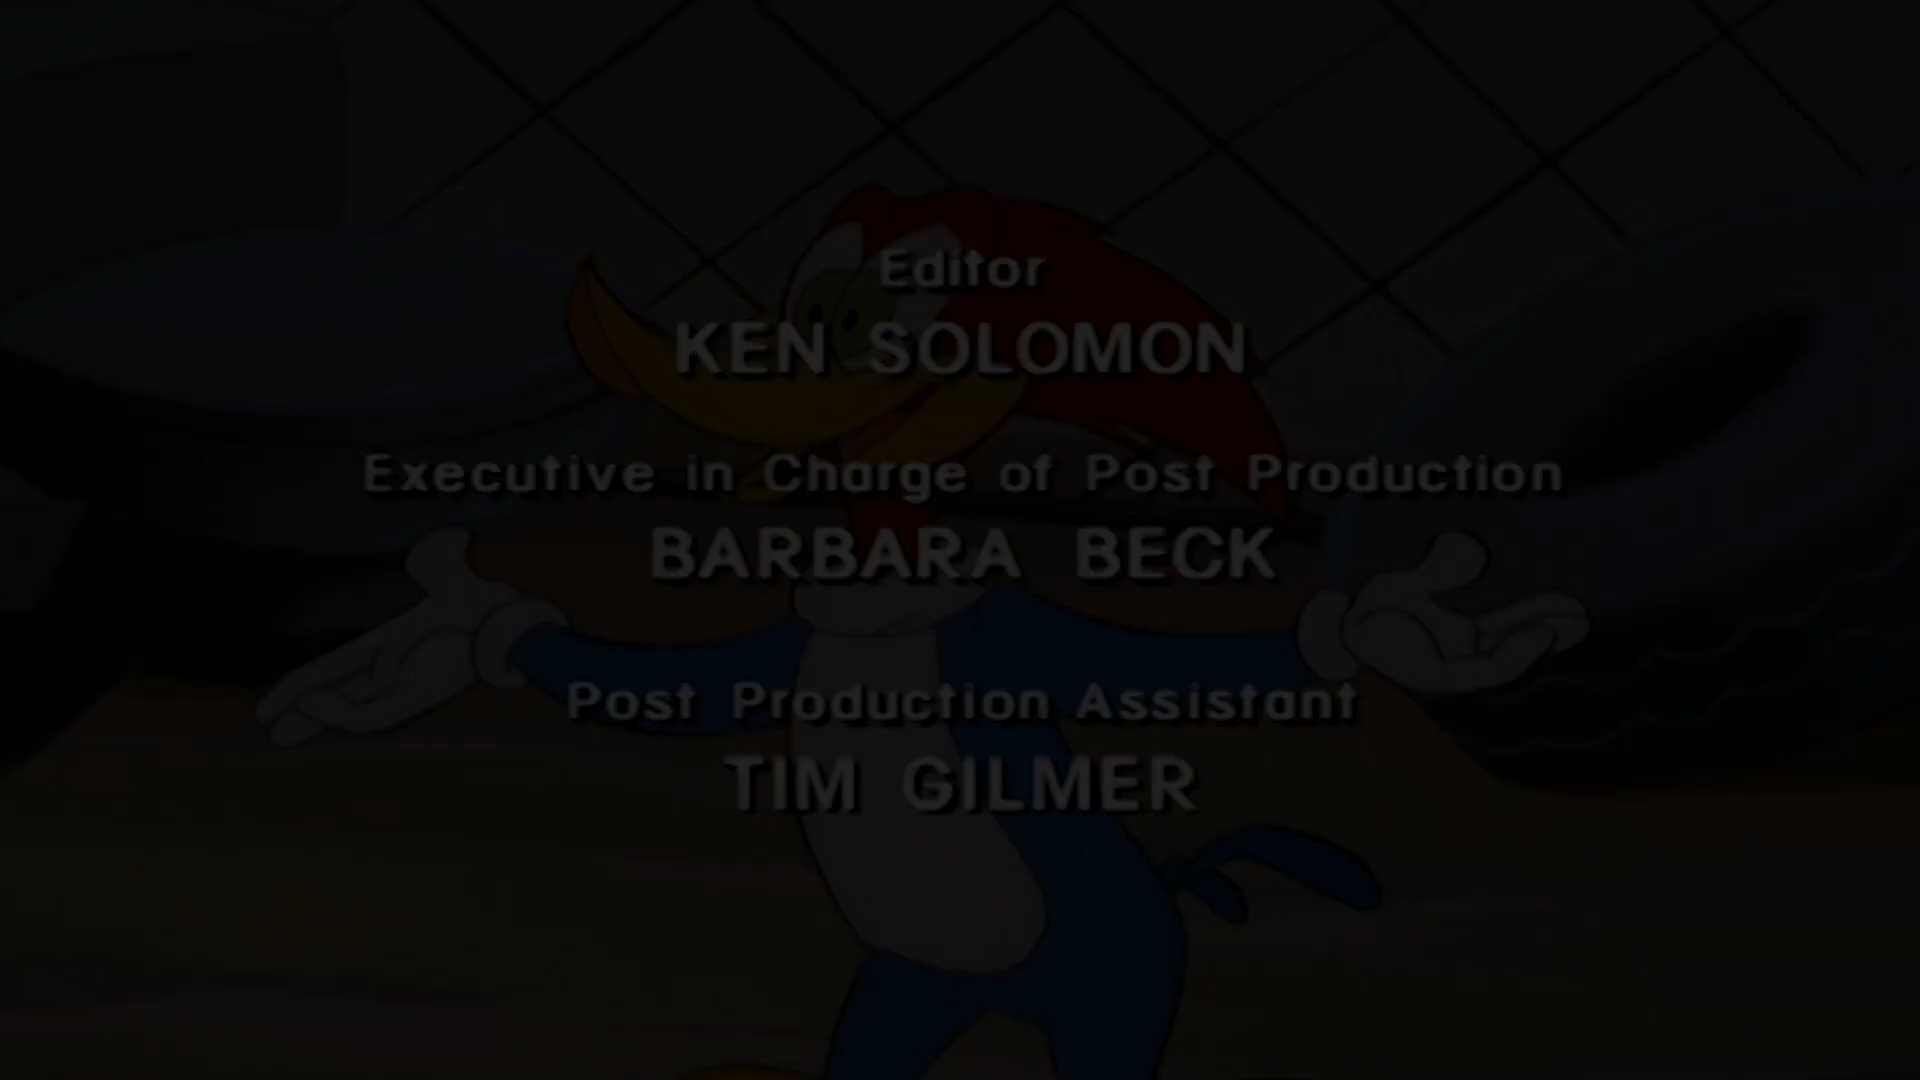 Editor
KEN SOLOMON
Executive in Charge of Post Production
BARBARA BECK
Post Production Assistant
TIM GILMER